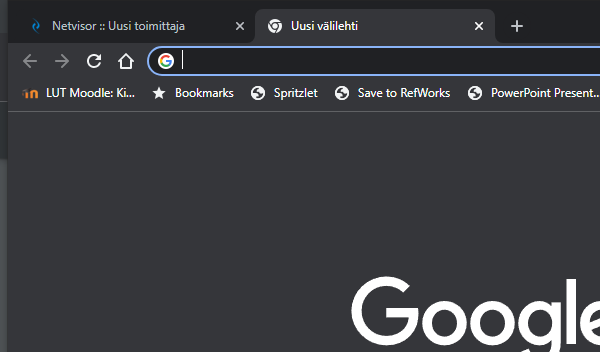 Netvisor :: Uusi toimittaja
Uusi välilehti
LUT Moodle: Ki... Bookmarks Spritzlet Save to RefWorks PowerPoint Present...
Google